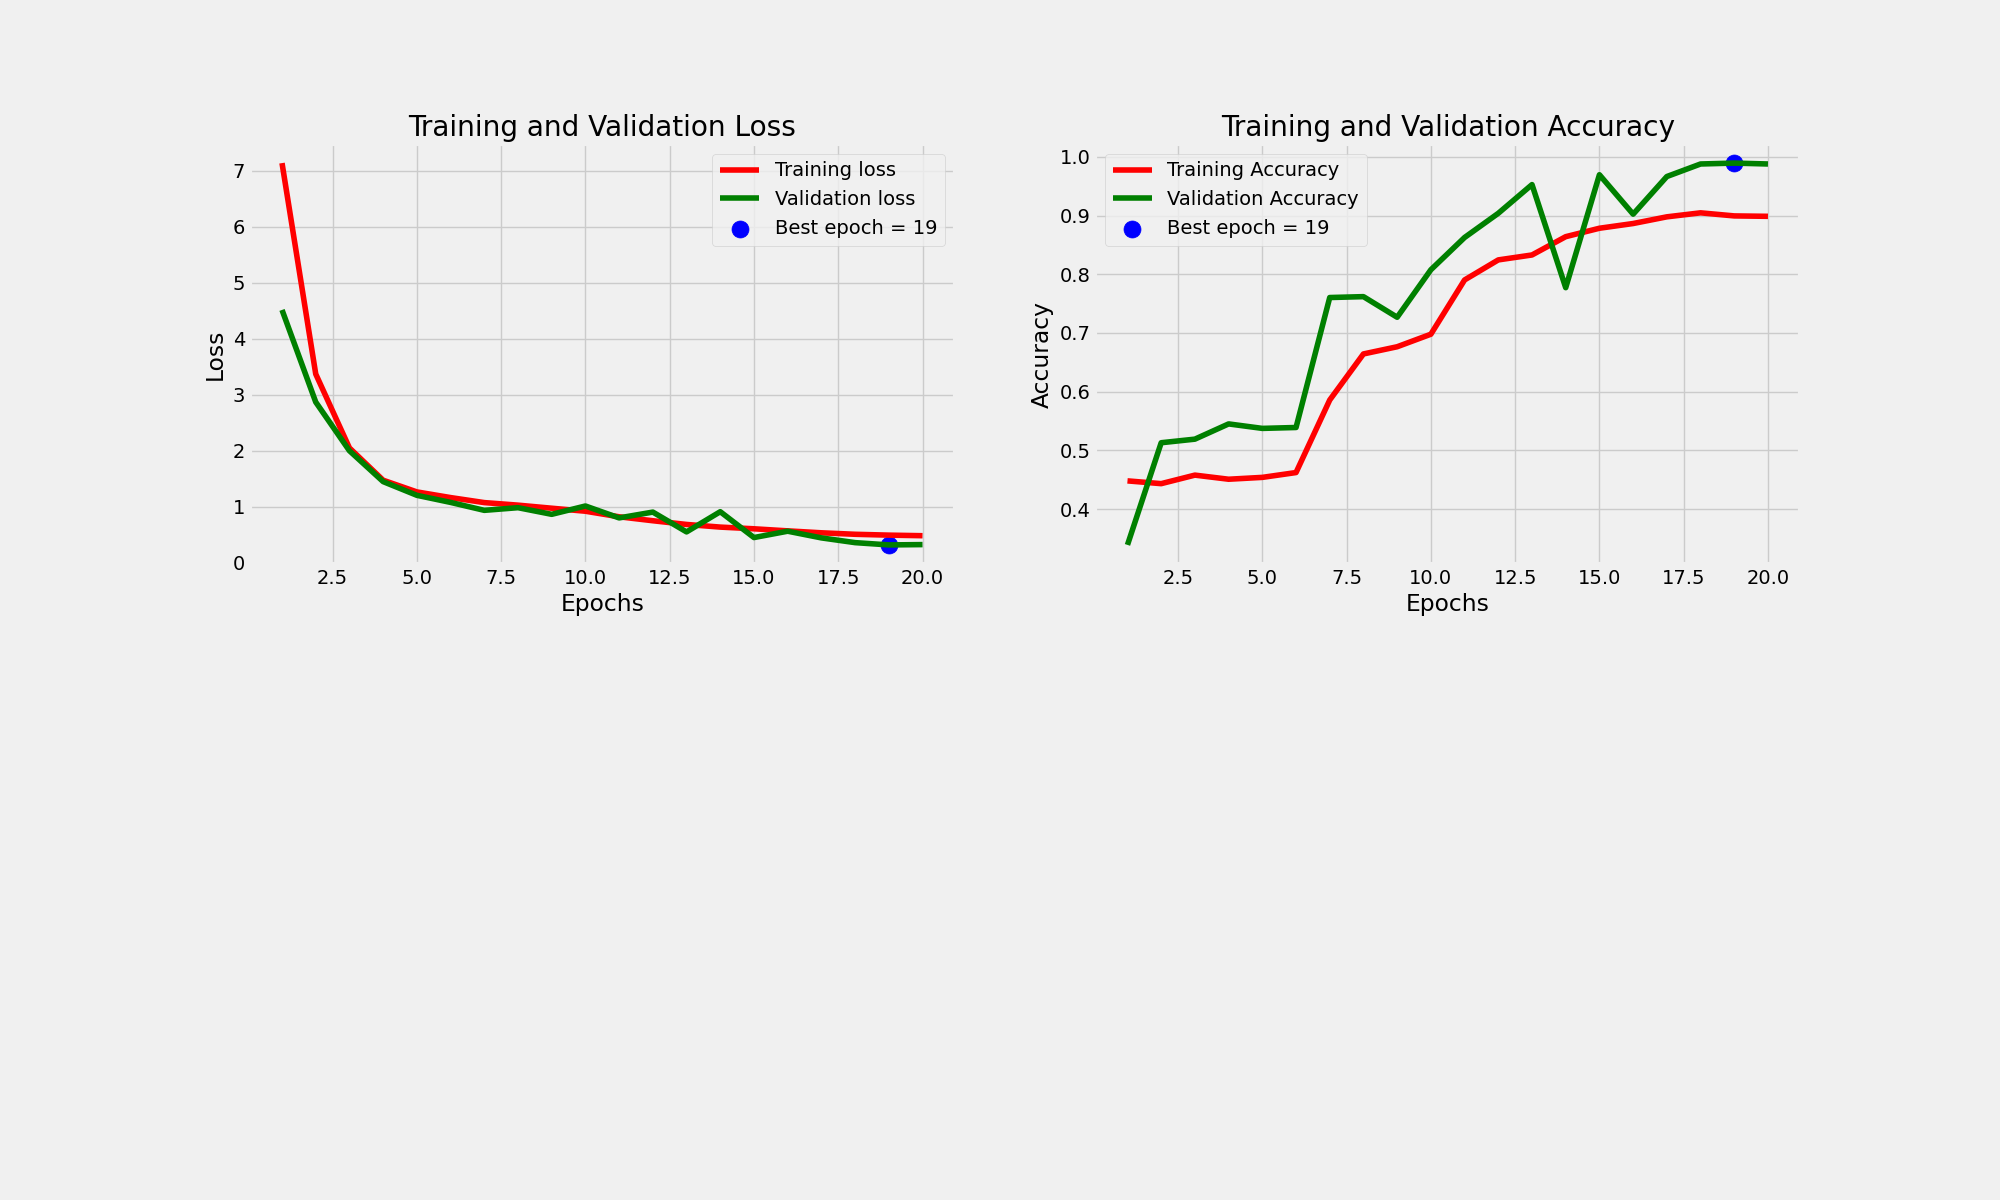 Training and Validation Loss
7
6
5
4
3
2
1
0
Loss
Training loss
Validation loss
Best epoch = 19
2.5 5.0 7.5 10.0 12.5 15.0 17.5 20.0
Epochs
Training and Validation Accuracy
1.0
0.9
0.8
0.7
0.6
0.5
0.4
Accuracy
Training Accuracy
Validation Accuracy
Best epoch = 19
2.5 5.0 7.5 10.0 12.5 15.0 17.5 20.0
Epochs